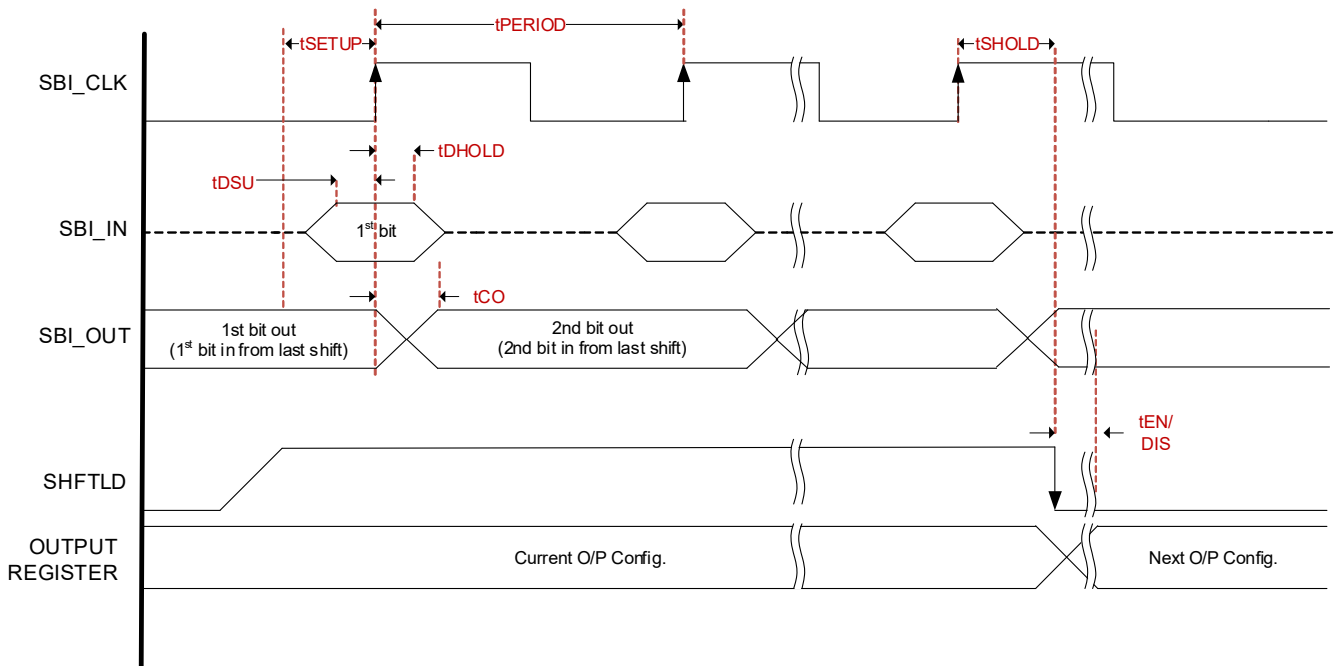 tPERIOD
tSETUP
tSHOLD
SBI_CLK
tDHOLD
tDSU
SBI_IN
1st bit
tCO
SBI_OUT
1st bit out
(1st bit in from last shift)
2nd bit out
(2nd bit in from last shift)
tEN/
DIS
SHFTLD
OUTPUT
REGISTER
Current O/P Config.
Next O/P Config.